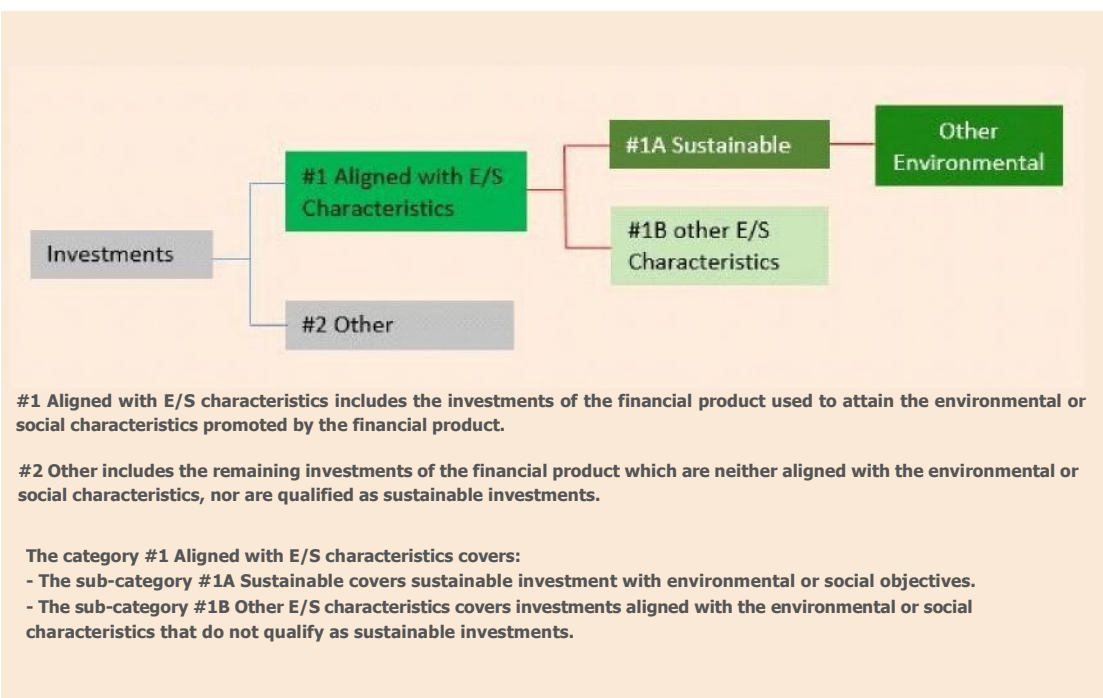 Other
Environmental
#1A Sustainable
#1 Aligned with E/S
Characteristics
#1B other E/S
Characteristics
Investments
#2 Other
#1 Aligned with E/S characteristics includes the investments of the financial product used to attain the environmental or
social characteristics promoted by the financial product.
#2 Other includes the remaining investments of the financial product which are neither aligned with the environmental or
social characteristics, nor are qualified as sustainable investments.
The category #1 Aligned with E/S characteristics covers:
- The sub-category #1A Sustainable covers sustainable investment with environmental or social objectives.
- The sub-category #1B Other E/S characteristics covers investments aligned with the environmental or social
characteristics that do not qualify as sustainable investments.